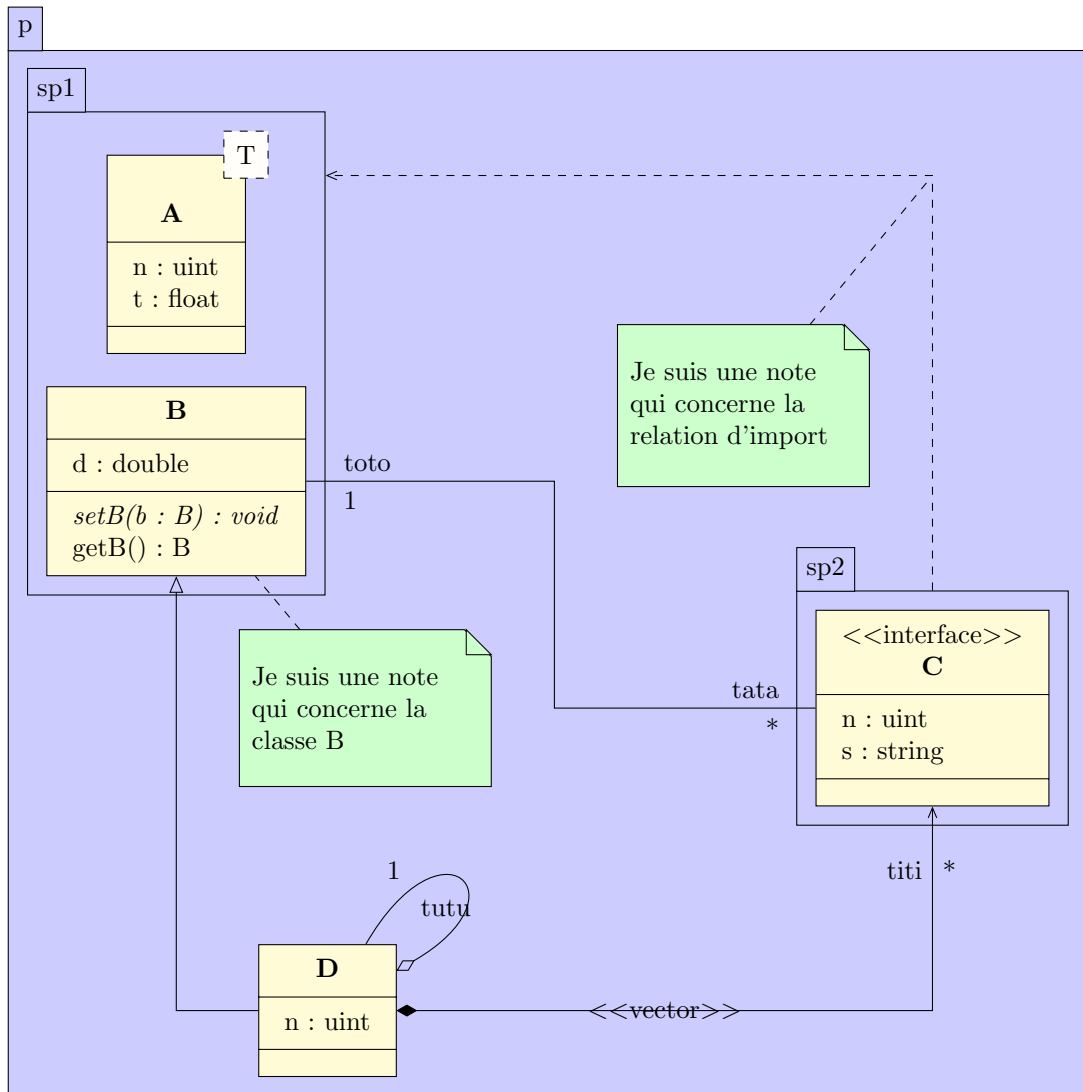 p
sp1
T
A
n : uint
t : float
B
d : double
setB(b : B) : void
getB() : B
toto
1
Je suis une note
qui concerne la
relation d'import
Je suis une note
qui concerne la
classe B
sp2
<<interface>>
C
n : uint
s : string
tata
*
titi
*
1
tutu
D
n : uint
<<vector>>